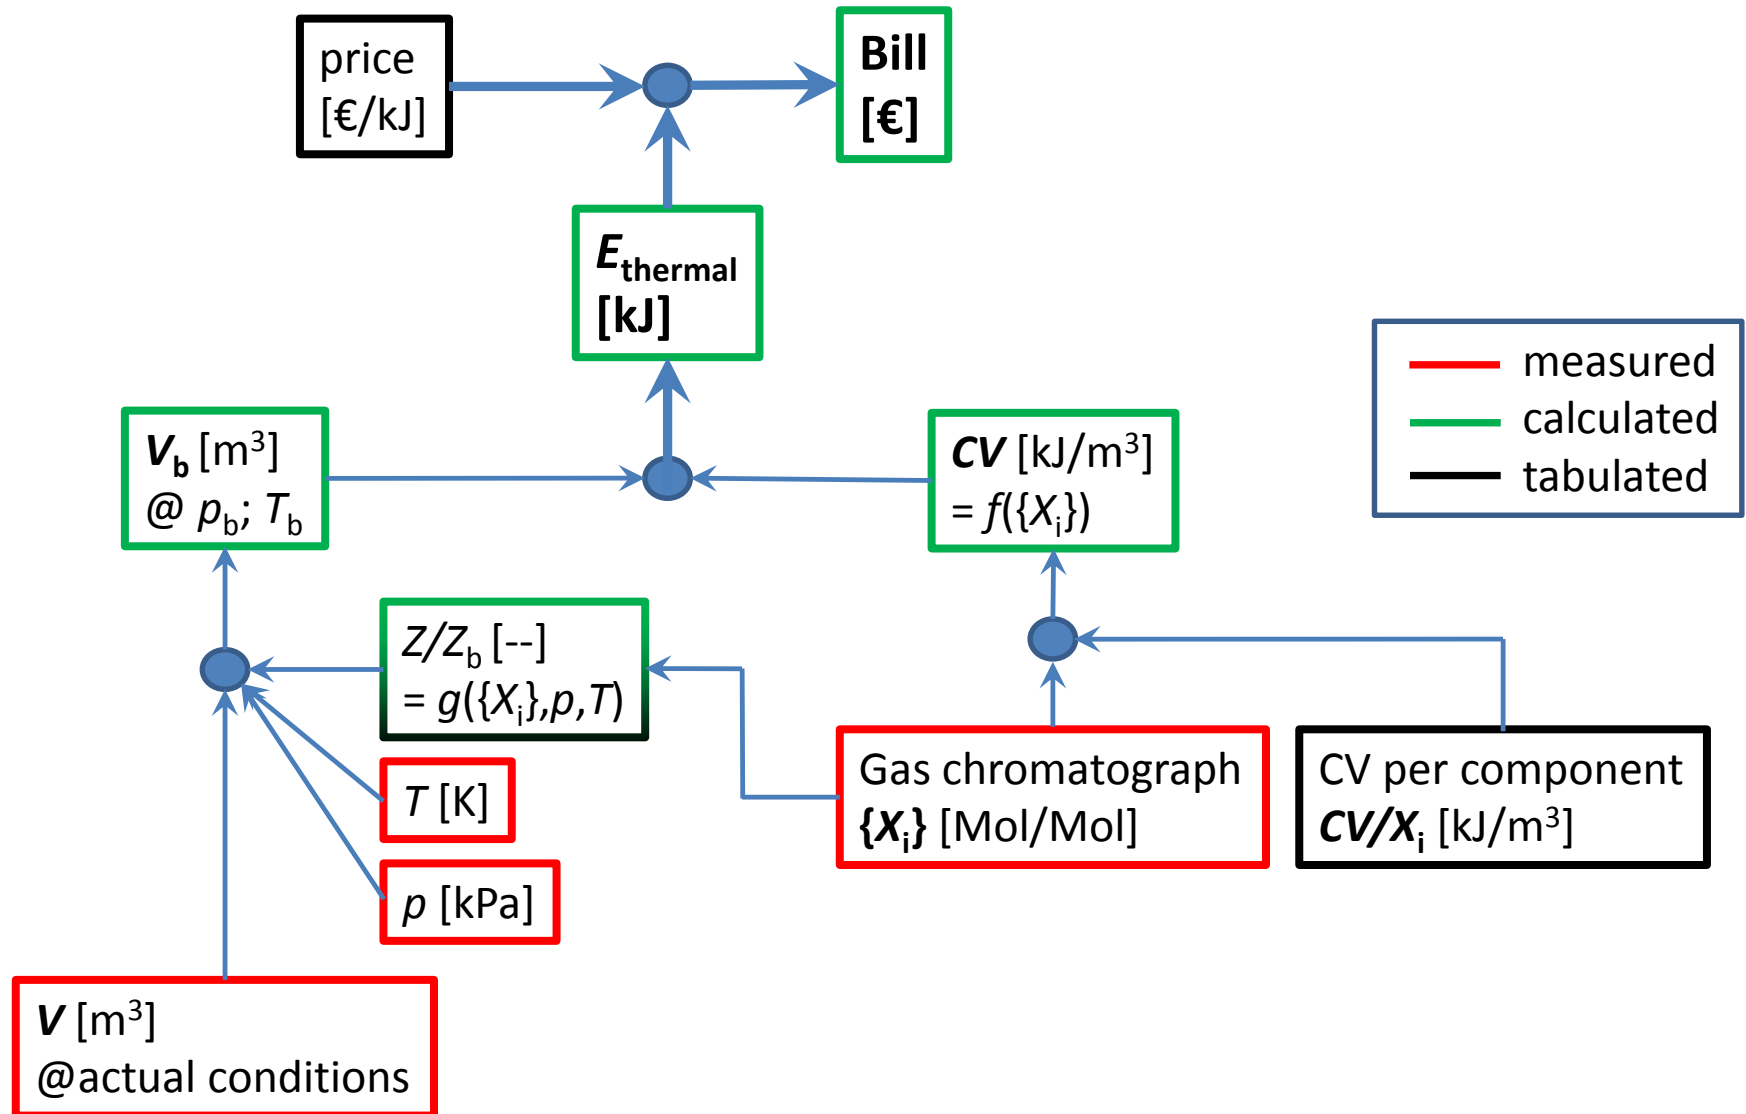 price
[€/kJ]
Bill
[€]
E_thermal
[kJ]
measured
calculated
tabulated
V_b [m³]
@ p_b; T_b
CV [kJ/m³]
= f({X_i})
Z/Z_b [--]
= g({X_i},p,T)
T [K]
p [kPa]
Gas chromatograph
{X_i} [Mol/Mol]
CV per component
CV/X_i [kJ/m³]
V [m³]
@actual conditions